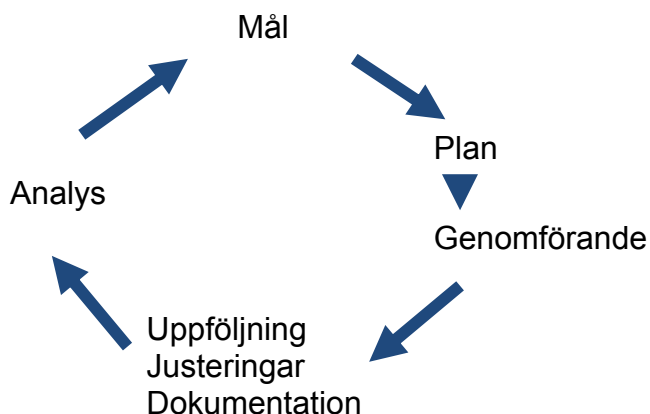 Mål
Plan
Genomförande
Uppföljning
Justeringar
Dokumentation
Analys